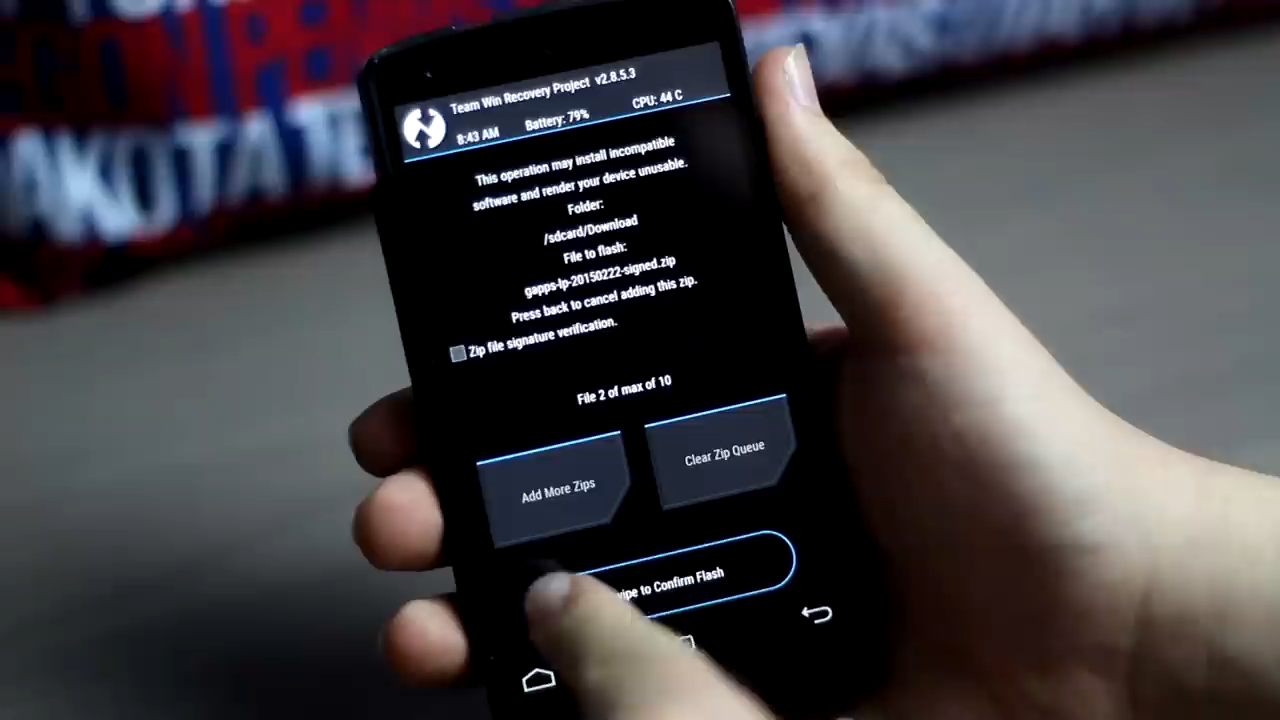 AKOTA TE
Team Win Recovery Project v2.8.5.3
8:43 AM Battery: 79% CPU: 44 C
This operation may install incompatible
software and render your device unusable.
Folder:
/sdcard/Download
File to flash:
gapps-lp-20150222-signed.zip
Press back to cancel adding this zip.
Zip file signature verification.
File 2 of max of 10
Add More Zips
Clear Zip Queue
wipe to Confirm Flash